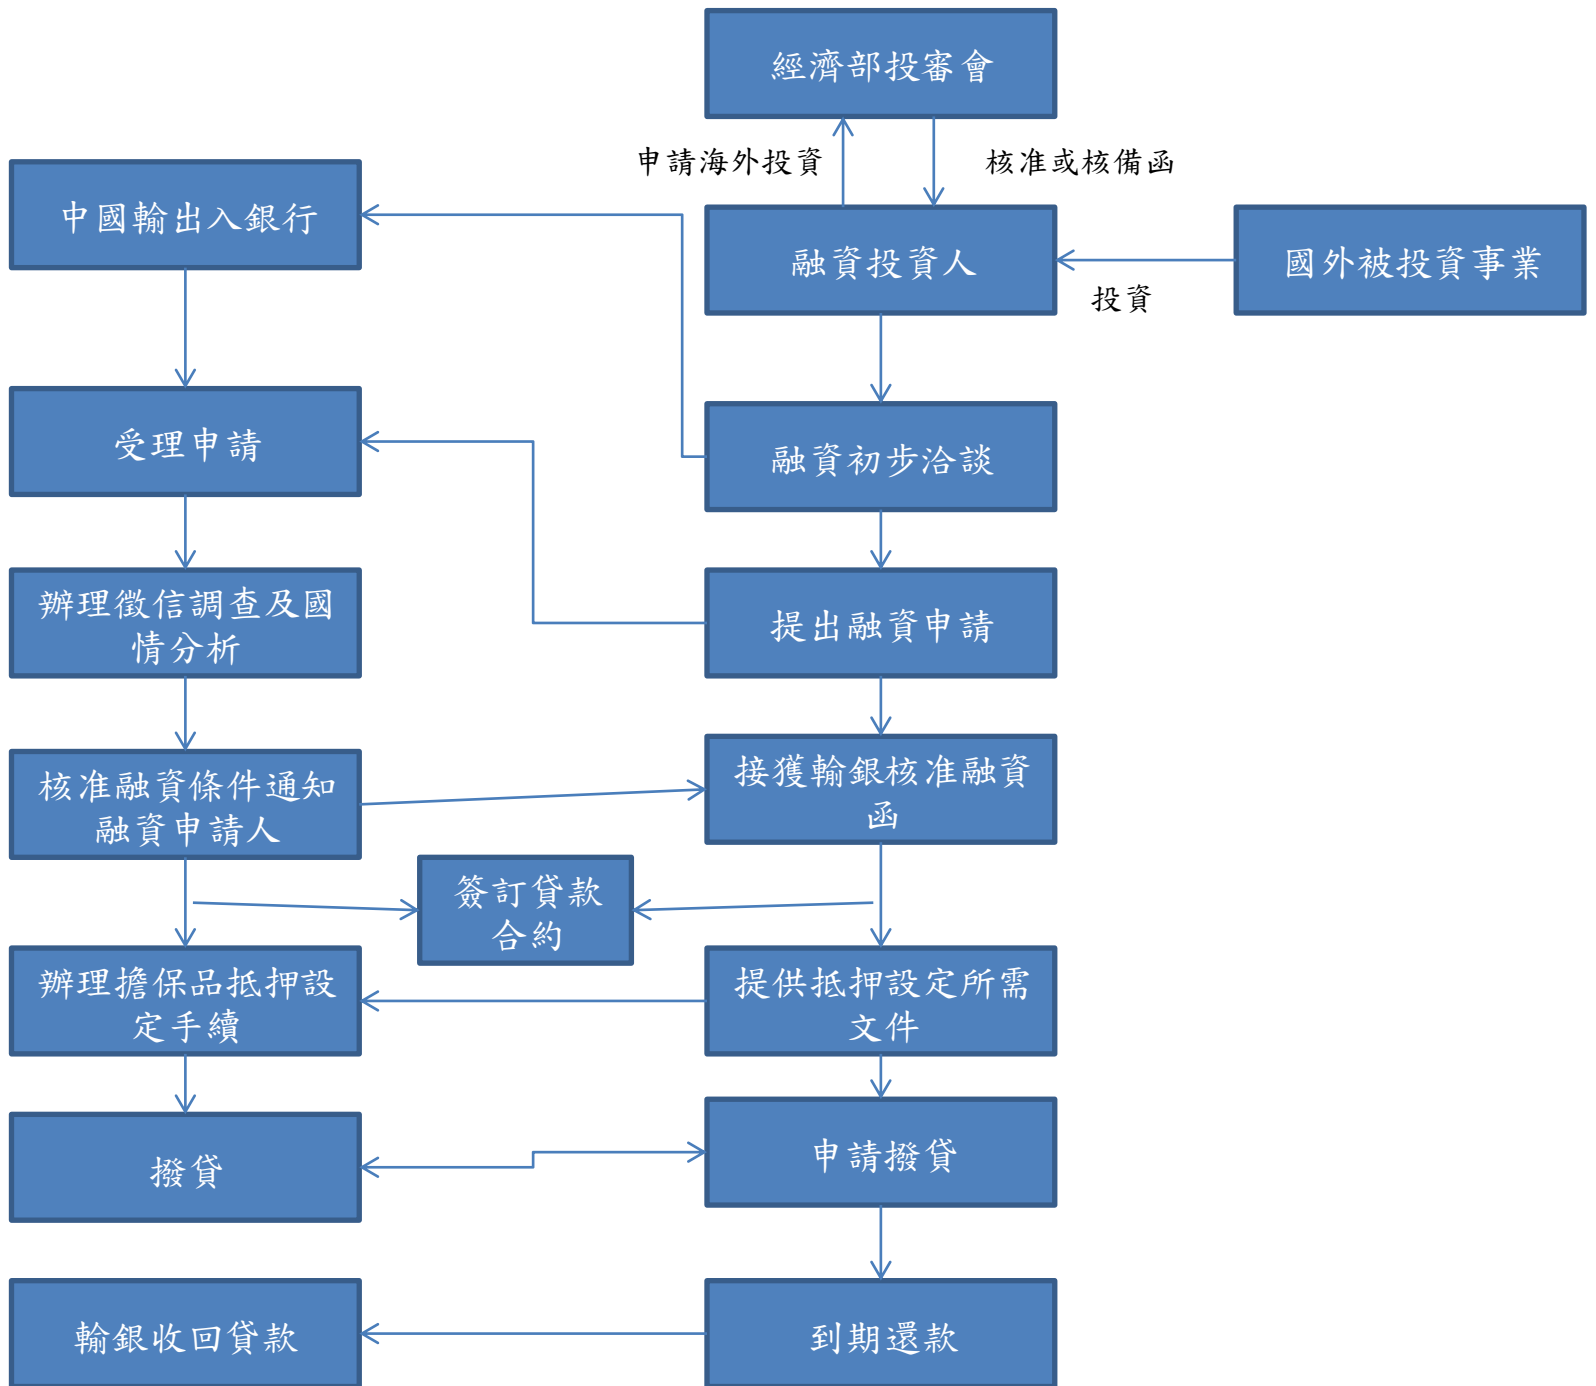 經濟部投審會
申請海外投資
核准或核備函
中國輸出入銀行
融資投資人
國外被投資事業
投資
受理申請
融資初步洽談
辦理徵信調查及國
情分析
提出融資申請
核准融資條件通知
融資申請人
接獲輸銀核准融資
函
簽訂貸款
合約
辦理擔保品抵押設
定手續
提供抵押設定所需
文件
撥貸
申請撥貸
輸銀收回貸款
到期還款